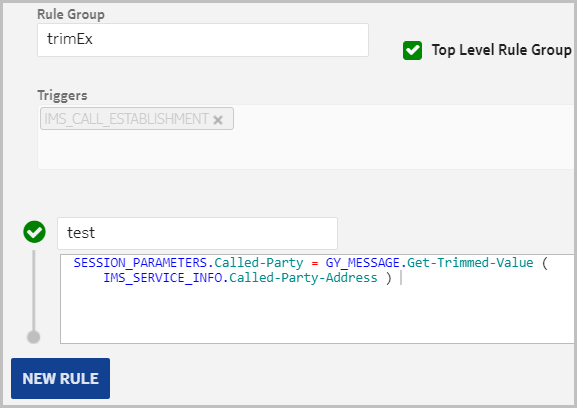 Rule Group
trimEx
Top Level Rule Group
Triggers
IMS_CALL_ESTABLISHMENT ×
test
SESSION_PARAMETERS.Called-Party = GY_MESSAGE.Get-Trimmed-Value (
IMS_SERVICE_INFO.Called-Party-Address )
NEW RULE